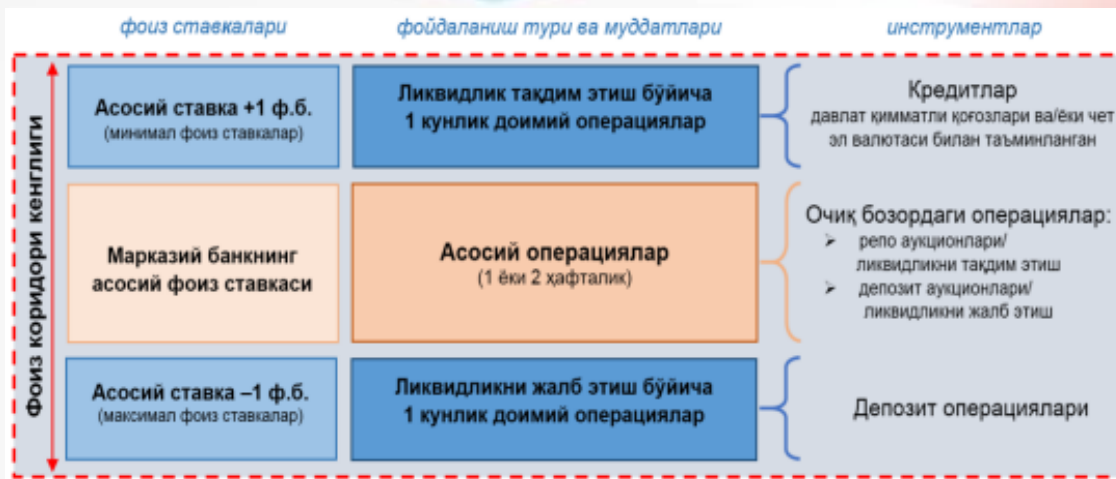 фоиз ставкалари
фойдаланиш тури ва муддатлари
инструментлар
Фоиз коридори кенглиги
Асосий ставка +1 ф.б.
(минимал фоиз ставкалар)
Ликвидлик тақдим этиш бўйича
1 кунлик доимий операциялар
Кредитлар
давлат қимматли қоғозлари ва/ёки чет
эл валютаси билан таъминланган
Марказий банкнинг
асосий фоиз ставкаси
Асосий операциялар
(1 ёки 2 ҳафталик)
Очиқ бозордаги операциялар:
➢ репо аукционлари/
ликвидликни тақдим этиш
➢ депозит аукционлари/
ликвидликни жалб этиш
Асосий ставка –1 ф.б.
(максимал фоиз ставкалар)
Ликвидликни жалб этиш бўйича
1 кунлик доимий операциялар
Депозит операциялари